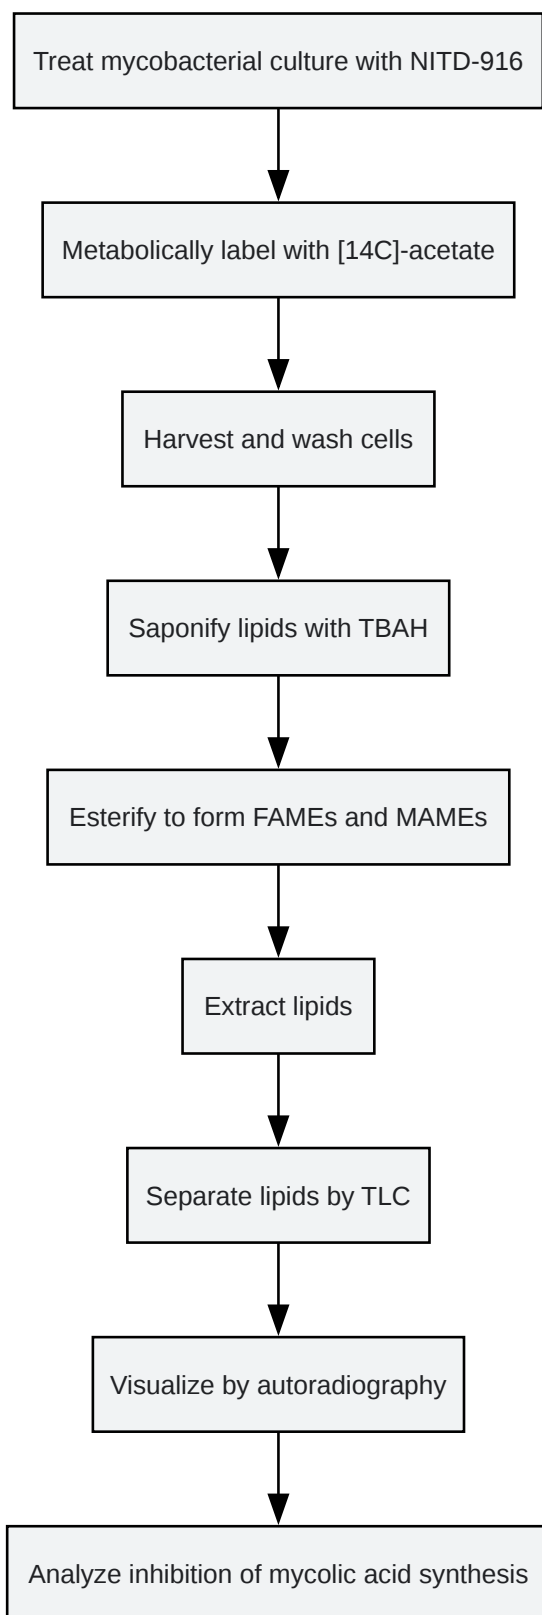 Treat mycobacterial culture with NITD-916
Metabolically label with [14C]-acetate
Harvest and wash cells
Saponify lipids with TBAH
Esterify to form FAMEs and MAMEs
Extract lipids
Separate lipids by TLC
Visualize by autoradiography
Analyze inhibition of mycolic acid synthesis